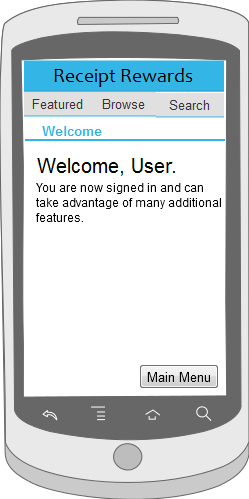 Receipt Rewards
Featured Browse Search
Welcome
Welcome, User.
You are now signed in and can
take advantage of many additional
features.
Main Menu